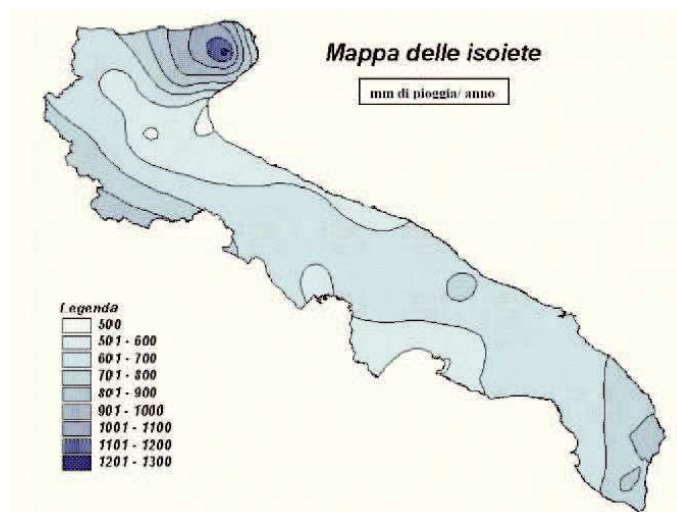 Mappa delle isoiete
mm di pioggia/ anno
Legenda
500
501 - 600
601 - 700
701 - 800
801 - 900
901 - 1000
1001 - 1100
1101 - 1200
1201 - 1300